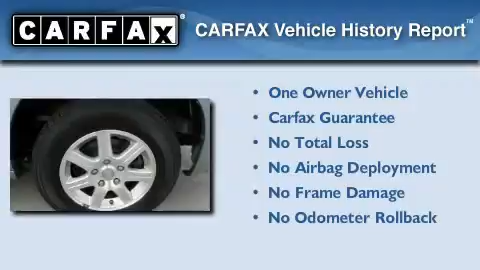 CARFAX® CARFAX Vehicle History Report™
• One Owner Vehicle
• Carfax Guarantee
• No Total Loss
• No Airbag Deployment
• No Frame Damage
• No Odometer Rollback